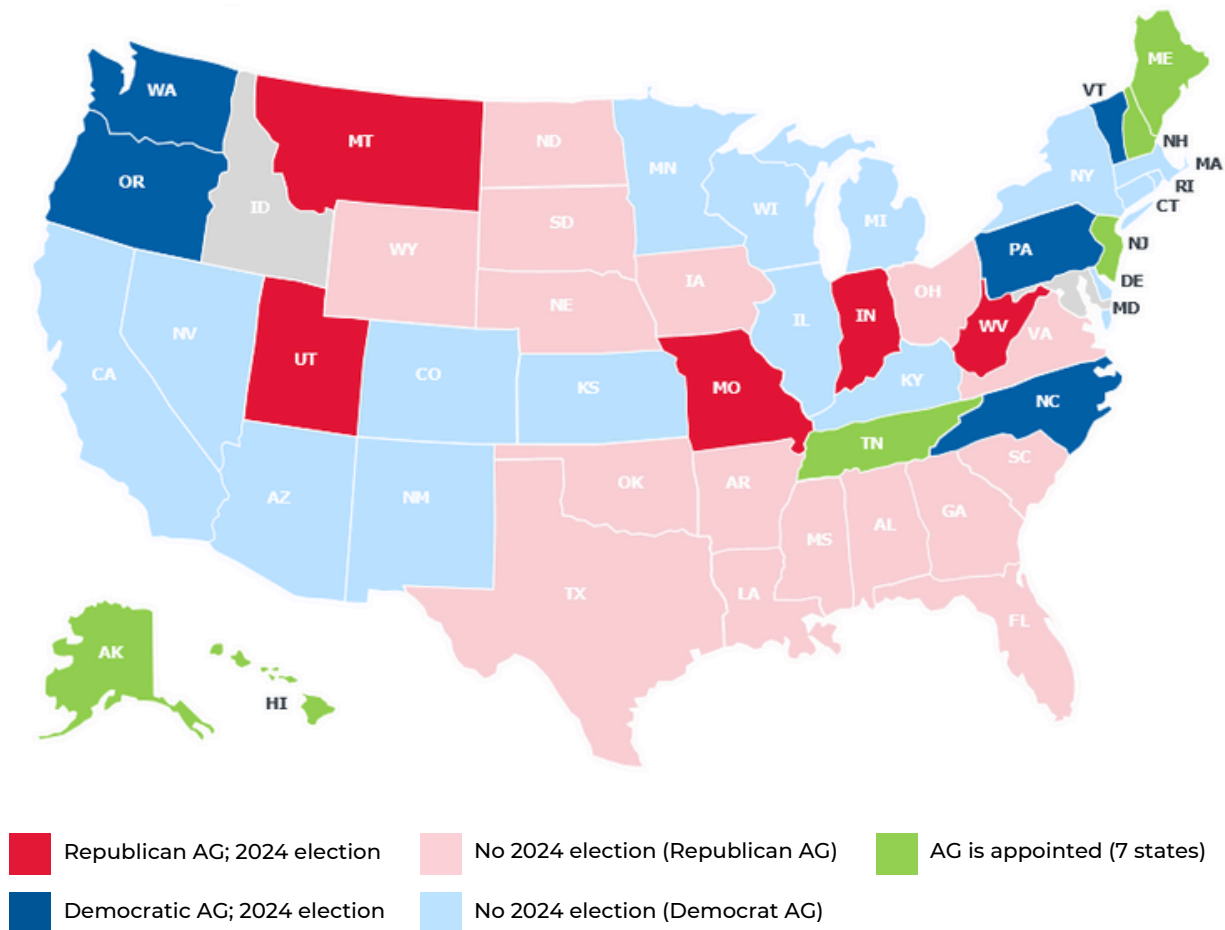 ME
WA
VT
MT
ND
NH
MN
MA
OR
NY
RI
ID
WI
CT
SD
MI
WY
PA
NJ
IA
DE
OH
NE
MD
IN
IL
WV
NV
VA
UT
CA
CO
KS
MO
KY
NC
TN
SC
AZ
NM
OK
AR
GA
AL
MS
TX
LA
FL
AK
HI
Republican AG; 2024 election
No 2024 election (Republican AG)
AG is appointed (7 states)
Democratic AG; 2024 election
No 2024 election (Democrat AG)